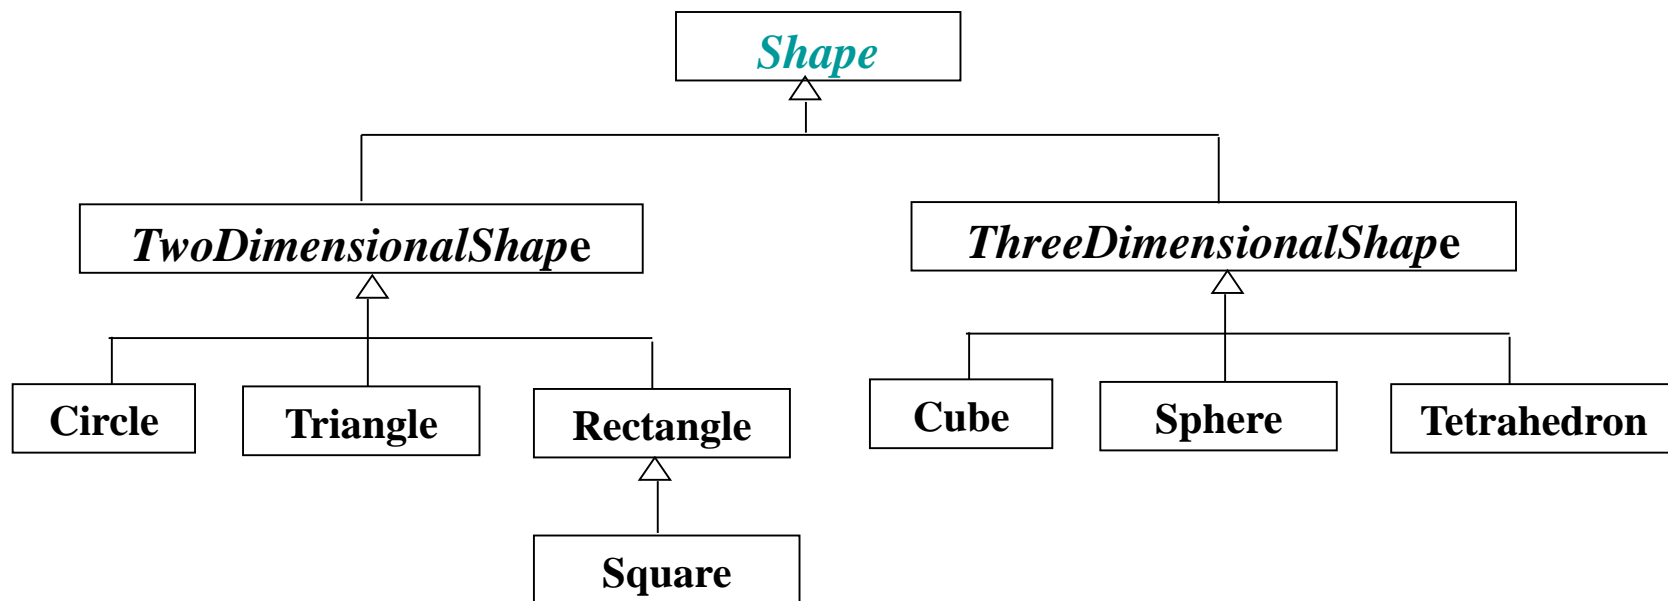 Shape
TwoDimensionalShape
ThreeDimensionalShape
Circle
Triangle
Rectangle
Cube
Sphere
Tetrahedron
Square